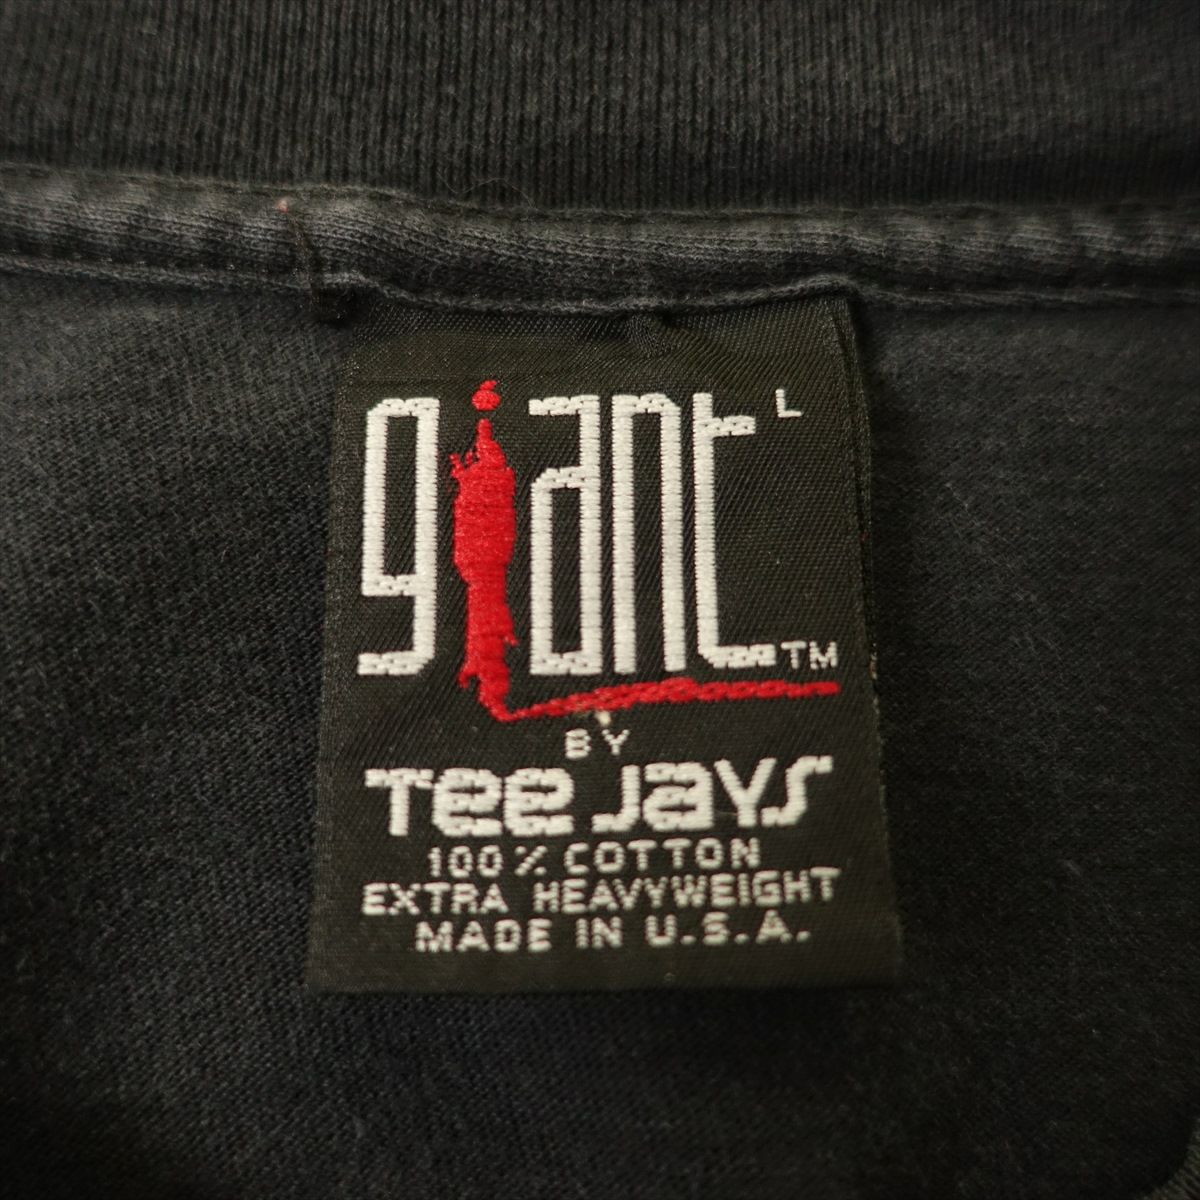 giant L
TM
BY
Tee Jays
100% COTTON
EXTRA HEAVYWEIGHT
MADE IN U.S.A.